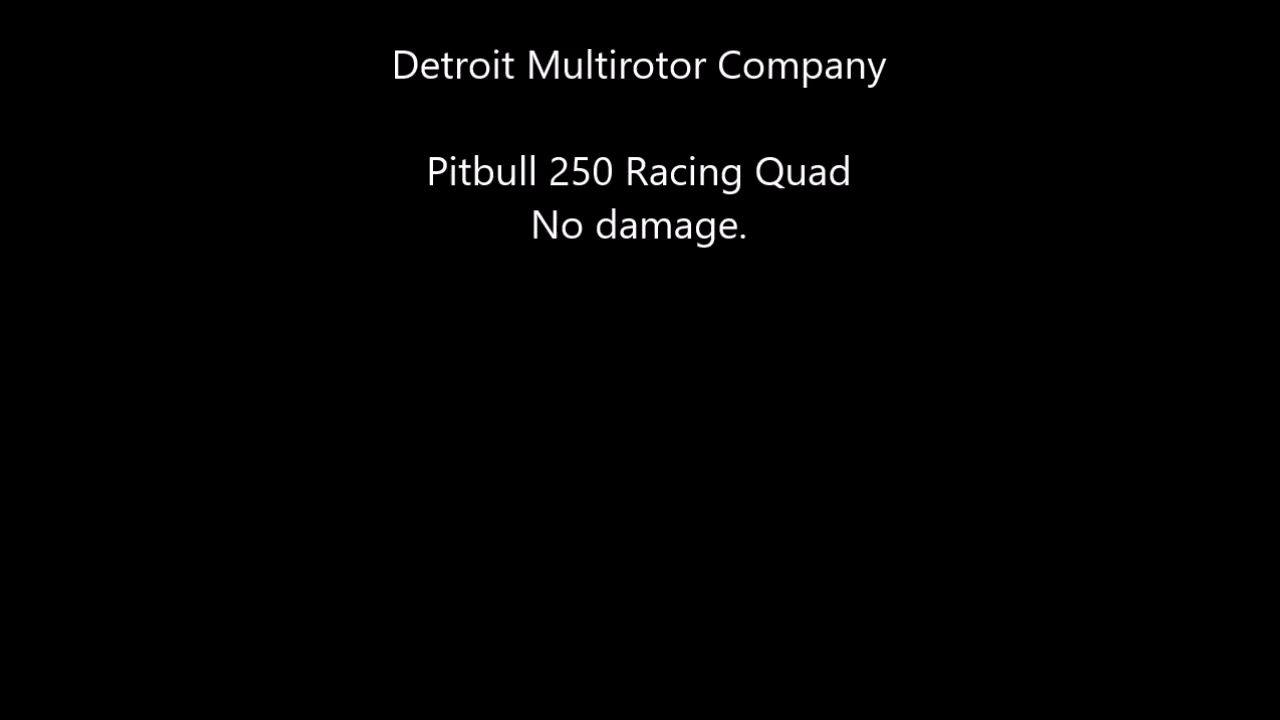 Detroit Multirotor Company
Pitbull 250 Racing Quad
No damage.